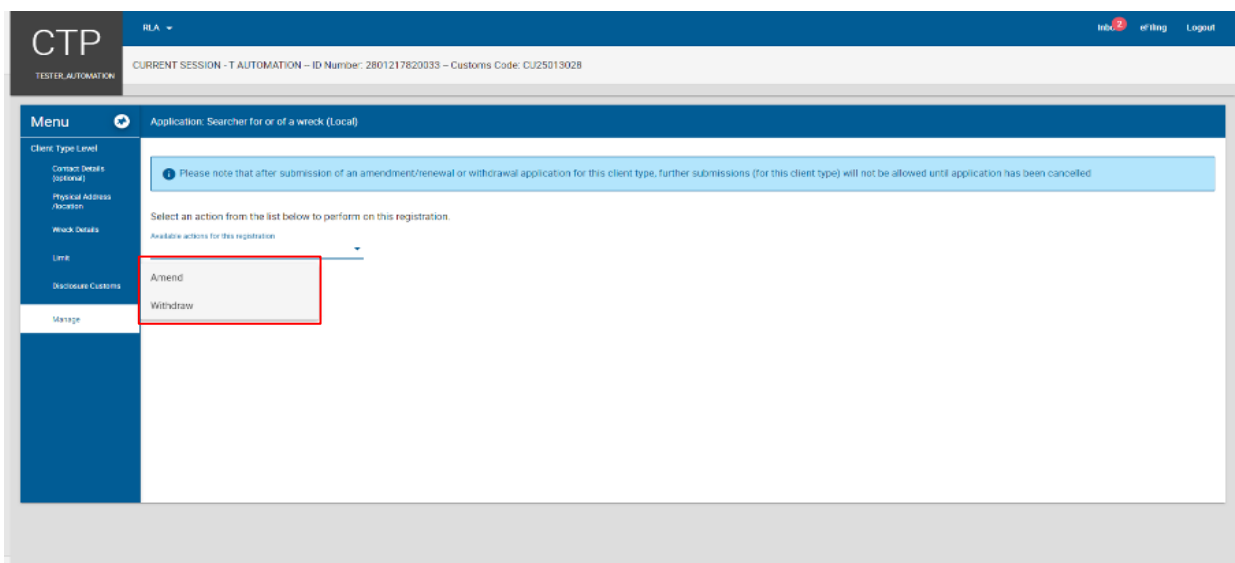 CTP
TESTER_AUTOMATION
RLA
Inbox 2 eFiling Logout
CURRENT SESSION - T AUTOMATION – ID Number: 2801217820033 – Customs Code: CU25013028
Menu
Application: Searcher for or of a wreck (Local)
Client Type Level
Contact Details
(optional)
Physical Address
/location
Wreck Details
Limit
Disclosure Customs
Manage
Please note that after submission of an amendment/renewal or withdrawal application for this client type, further submissions (for this client type) will not be allowed until application has been cancelled
Select an action from the list below to perform on this registration.
Available actions for this registration
Amend
Withdraw